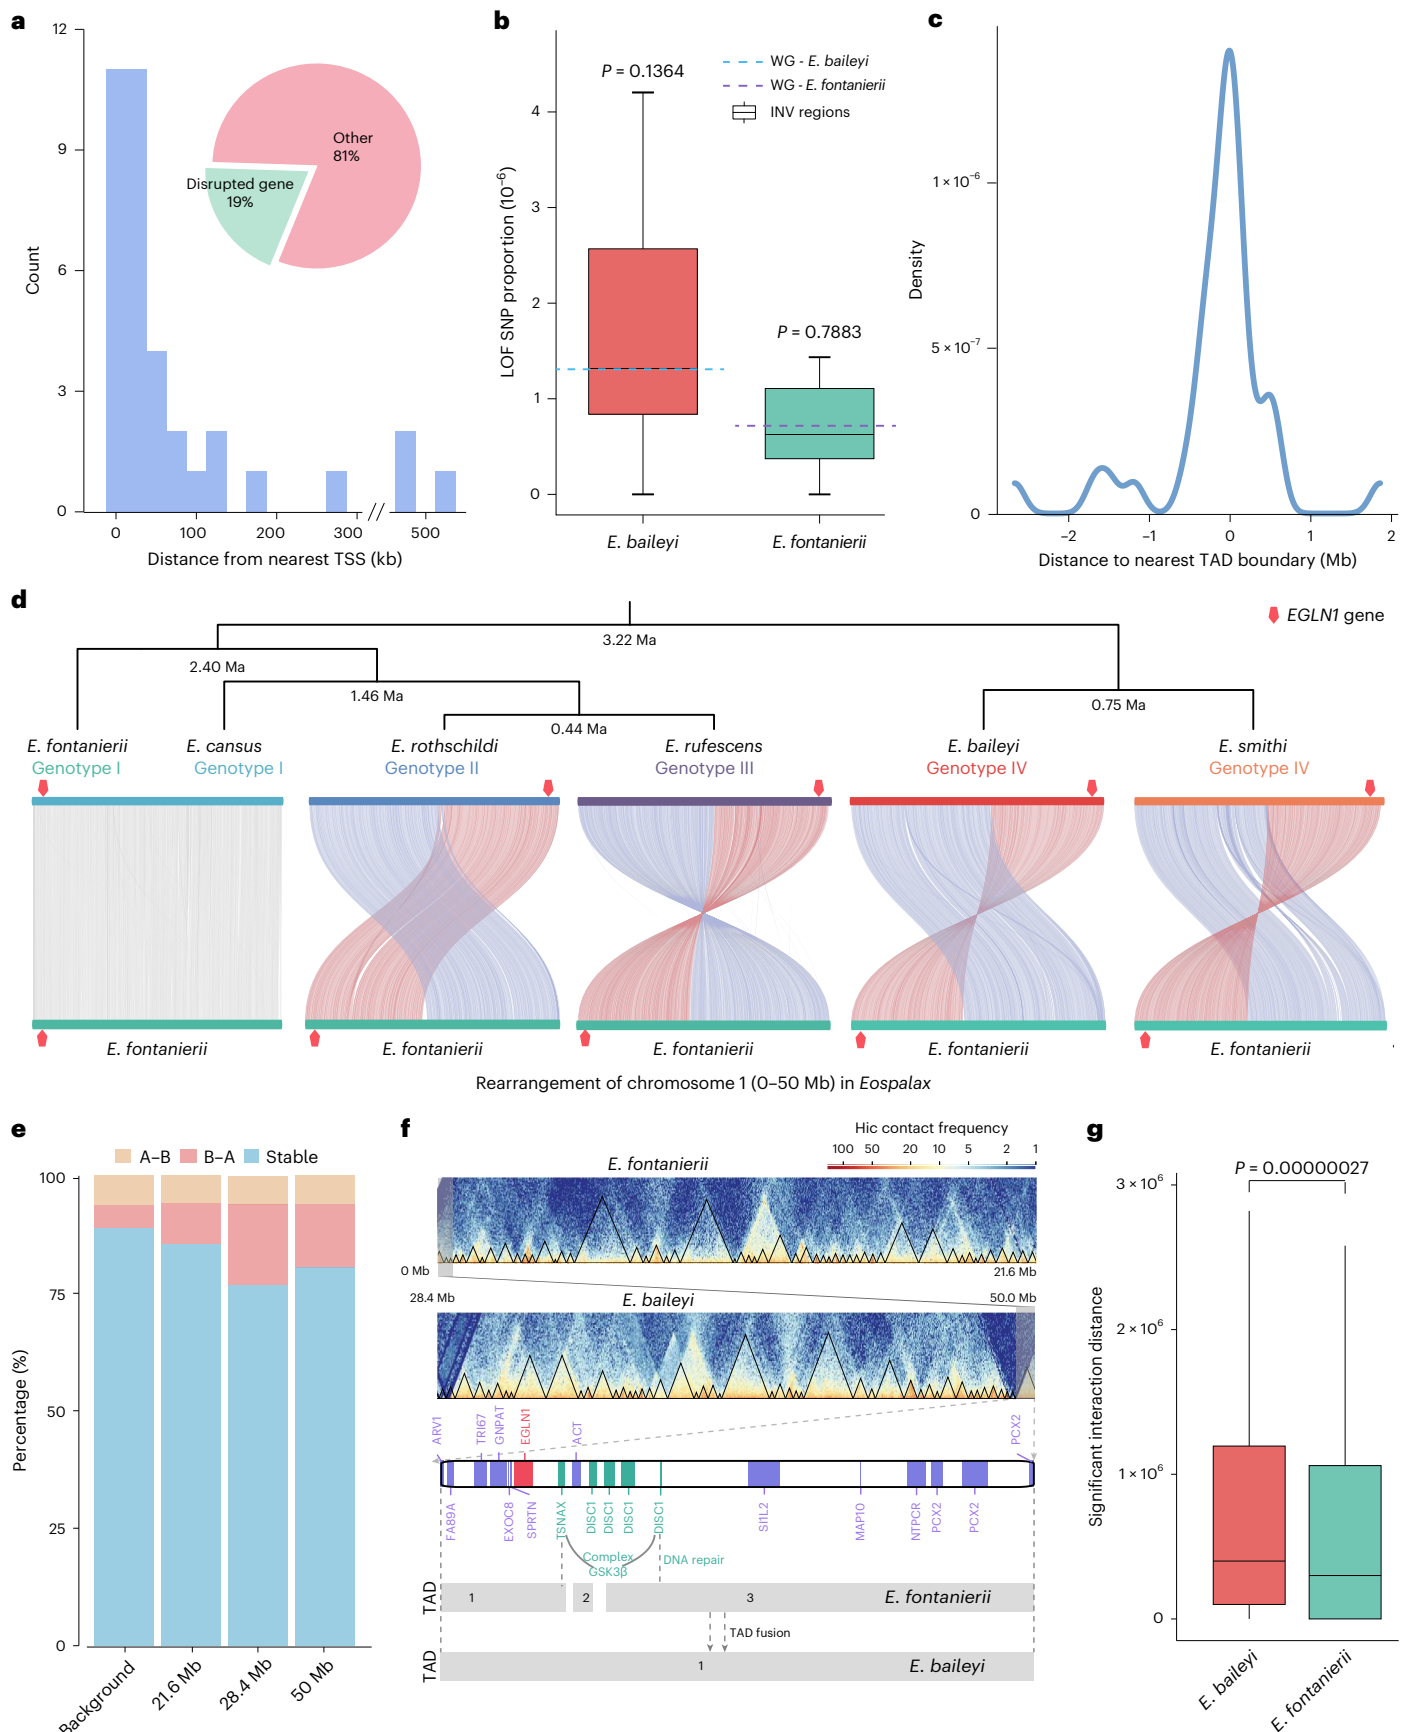 a
12
9
6
3
0
Count
Other
81%
Disrupted gene
19%
0
100
200
300
500
Distance from nearest TSS (kb)
b
P = 0.1364
WG - E. baileyi
WG - E. fontanierii
INV regions
4
3
2
1
0
LOF SNP proportion (10⁻⁶)
P = 0.7883
E. baileyi
E. fontanierii
c
1 × 10⁻⁶
5 × 10⁻⁷
0
Density
−2
−1
0
1
2
Distance to nearest TAD boundary (Mb)
d
EGLN1 gene
3.22 Ma
2.40 Ma
1.46 Ma
0.44 Ma
0.75 Ma
E. fontanierii
Genotype I
E. cansus
Genotype I
E. rothschildi
Genotype II
E. rufescens
Genotype III
E. baileyi
Genotype IV
E. smithi
Genotype IV
E. fontanierii
E. fontanierii
E. fontanierii
E. fontanierii
E. fontanierii
Rearrangement of chromosome 1 (0–50 Mb) in Eospalax
e
A–B
B–A
Stable
100
75
50
25
0
Percentage (%)
Background
21.6 Mb
28.4 Mb
50 Mb
f
Hic contact frequency
100
50
20
10
5
2
1
E. fontanierii
0 Mb
21.6 Mb
28.4 Mb
E. baileyi
50.0 Mb
ARV1
TRI67
GNPAT
EGLN1
ACT
PCX2
FA89A
EXOC8
SPRTN
TSNAX
DISC1
DISC1
DISC1
DISC1
SI1L2
MAP10
NTPCR
PCX2
PCX2
Complex
GSK3β
DNA repair
TAD
1
2
3
E. fontanierii
TAD fusion
TAD
1
E. baileyi
g
P = 0.00000027
3 × 10⁶
2 × 10⁶
1 × 10⁶
0
Significant interaction distance
E. baileyi
E. fontanierii